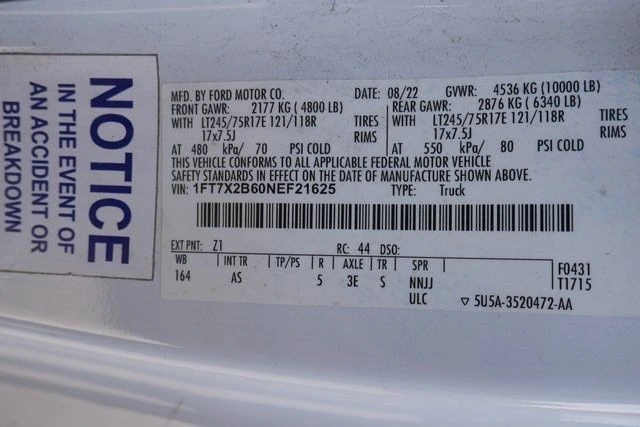 NOTICE
IN THE EVENT OF
AN ACCIDENT OR
BREAKDOWN
MFD. BY FORD MOTOR CO. DATE: 08/22 GVWR: 4536 KG (10000 LB)
FRONT GAWR: 2177 KG (4800 LB) REAR GAWR: 2876 KG (6340 LB)
WITH LT245/75R17E 121/118R TIRES WITH LT245/75R17E 121/118R TIRES
17x7.5J RIMS 17x7.5J RIMS
AT 480 kPa/ 70 PSI COLD AT 550 kPa/ 80 PSI COLD
THIS VEHICLE CONFORMS TO ALL APPLICABLE FEDERAL MOTOR VEHICLE
SAFETY STANDARDS IN EFFECT ON THE DATE OF MANUFACTURE SHOWN ABOVE.
VIN: 1FT7X2B60NEF21625 TYPE: Truck
EXT PNT: Z1 RC: 44 DSO:
WB INT TR TP/PS R AXLE TR SPR F0431
164 AS 5 3E S NNJJ T1715
ULC ▽ 5U5A-3520472-AA